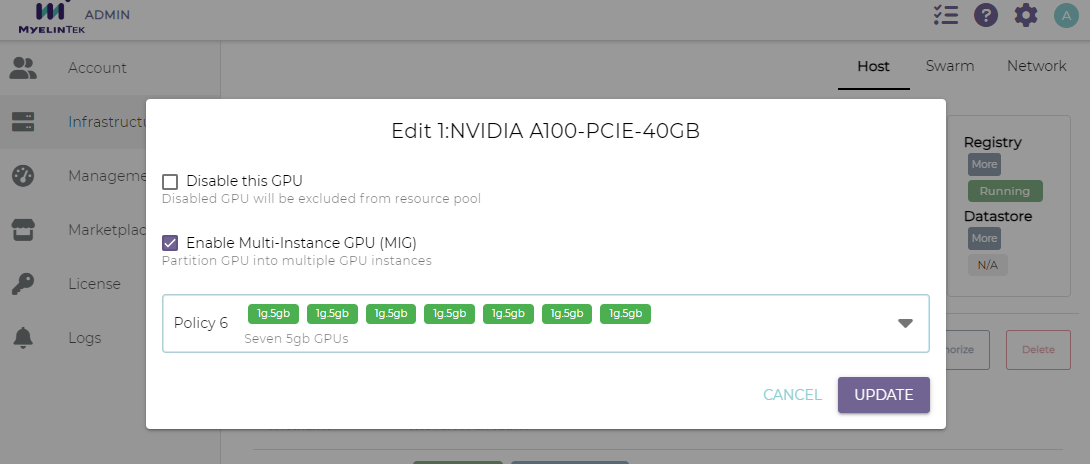 MYELINTEK ADMIN
A
Account
Host Swarm Network
Infrastructu
Manageme
Marketplac
License
Logs
Edit 1:NVIDIA A100-PCIE-40GB
Disable this GPU
Disabled GPU will be excluded from resource pool
Enable Multi-Instance GPU (MIG)
Partition GPU into multiple GPU instances
Policy 6 1g.5gb 1g.5gb 1g.5gb 1g.5gb 1g.5gb 1g.5gb 1g.5gb
Seven 5gb GPUs
CANCEL UPDATE
Registry
More
Running
Datastore
More
N/A
horize Delete